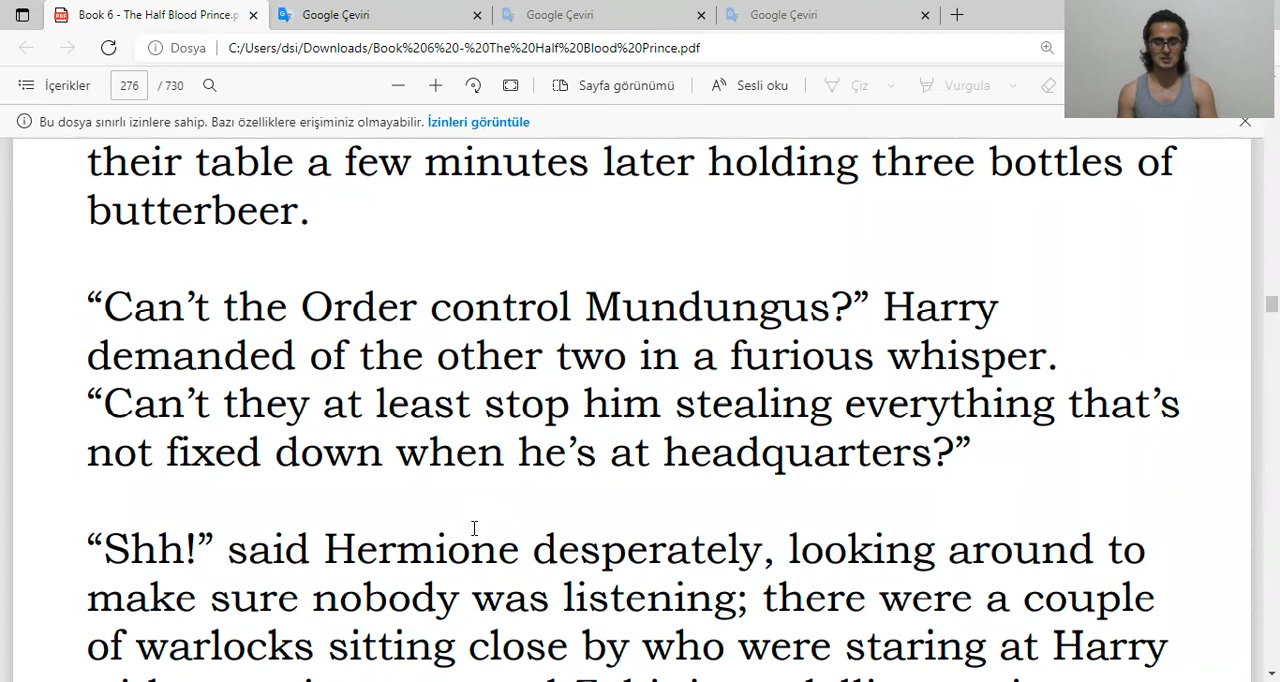 Book 6 - The Half Blood Prince.p
Google Çeviri
Google Çeviri
Google Çeviri
Dosya
C:/Users/dsi/Downloads/Book%206%20-%20The%20Half%20Blood%20Prince.pdf
İçerikler
276
/ 730
Sayfa görünümü
Sesli oku
Çiz
Vurgula
Bu dosya sınırlı izinlere sahip. Bazı özelliklere erişiminiz olmayabilir. İzinleri görüntüle
their table a few minutes later holding three bottles of
butterbeer.
“Can’t the Order control Mundungus?” Harry
demanded of the other two in a furious whisper.
“Can’t they at least stop him stealing everything that’s
not fixed down when he’s at headquarters?”
“Shh!” said Hermione desperately, looking around to
make sure nobody was listening; there were a couple
of warlocks sitting close by who were staring at Harry